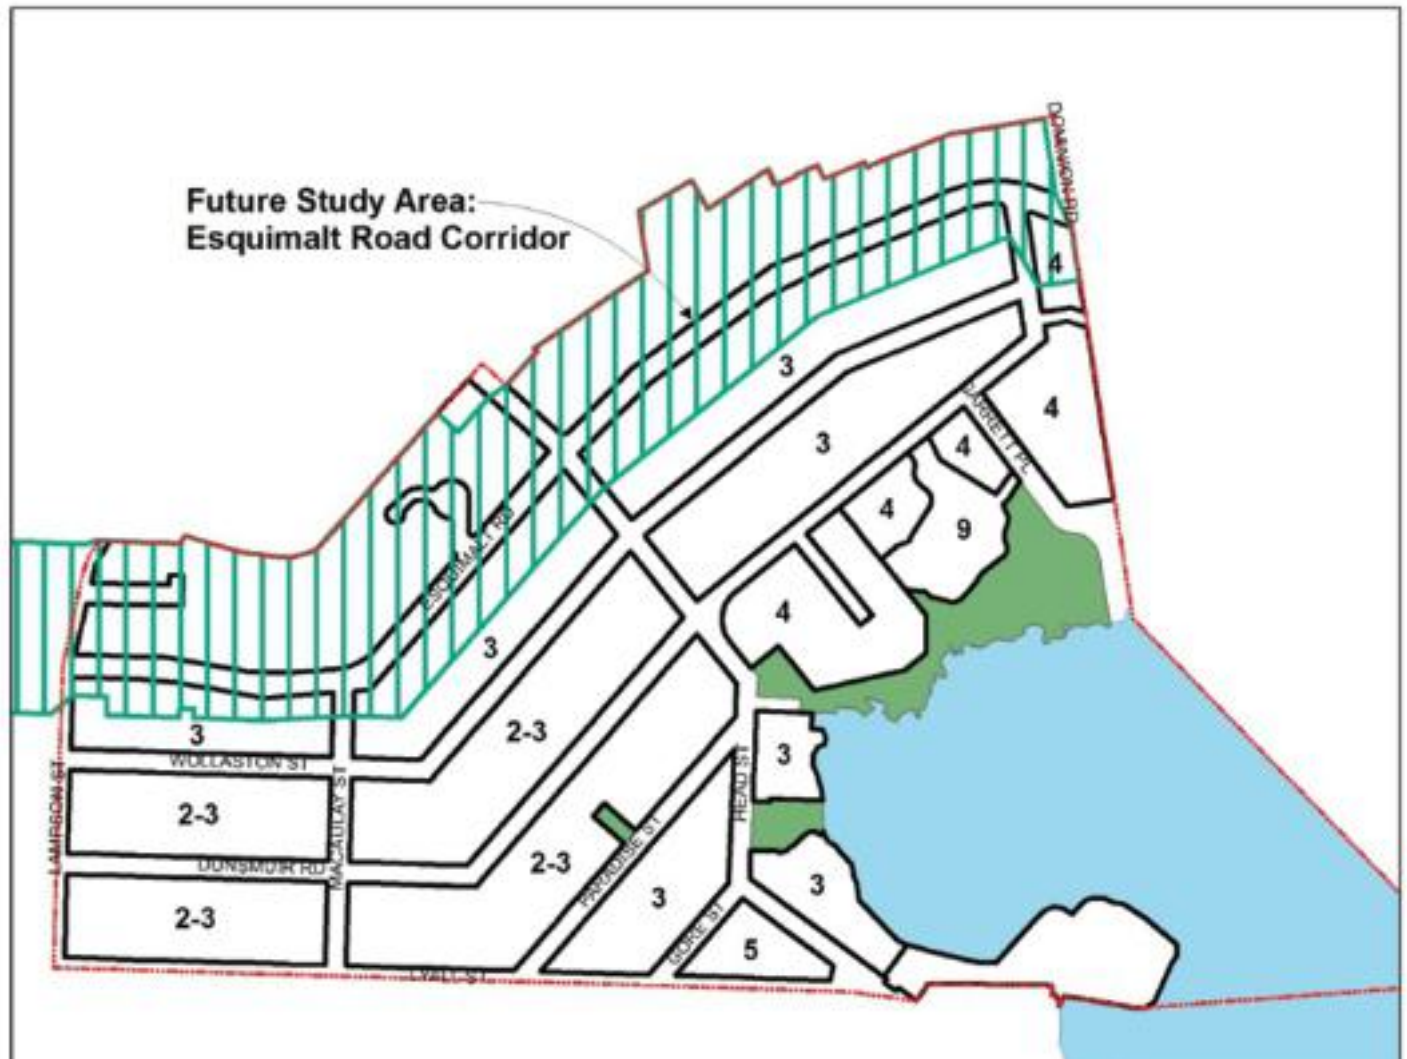 DOMINION RD
Future Study Area:
Esquimalt Road Corridor
4
3
4
GARRETT PL
3
4
4
9
ESQUIMALT RD
4
3
2-3
3
3
WOLLASTON ST
HEAD ST
LAMPSON ST
MACAULAY ST
2-3
PARADISE ST
2-3
DUNSMUIR RD
3
3
2-3
GORE ST
5
LYALL ST